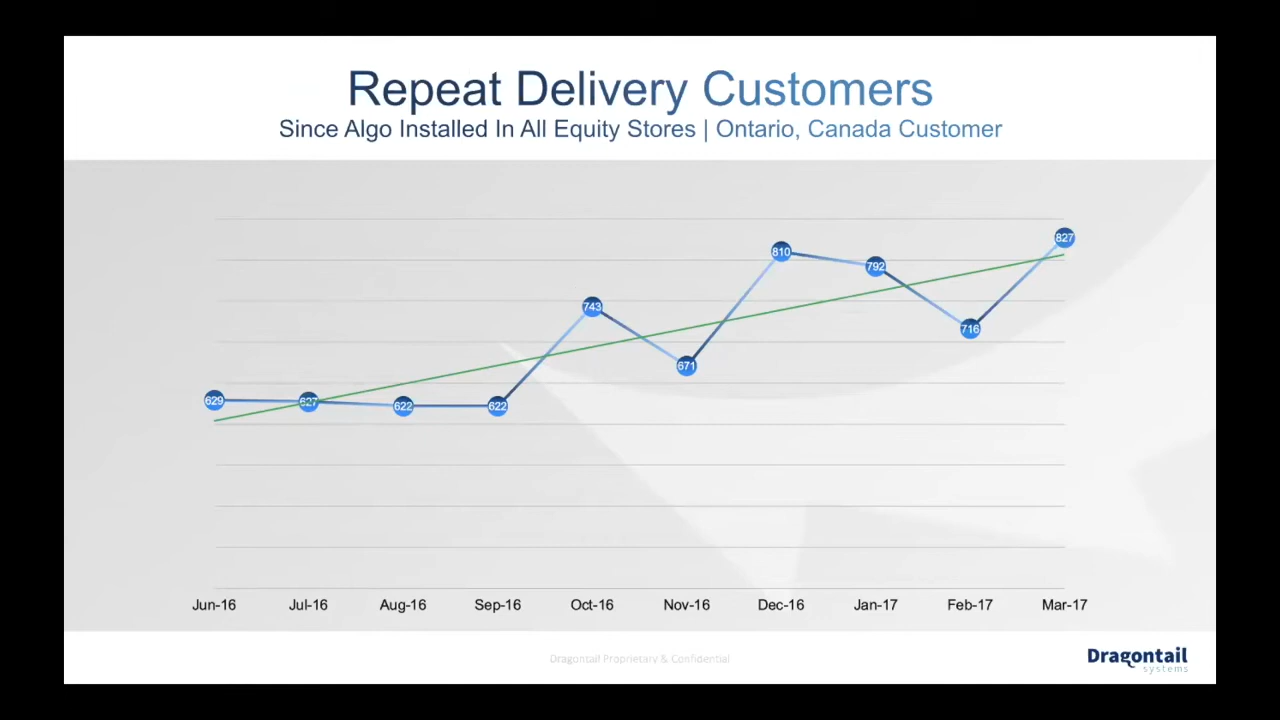 Repeat Delivery Customers
Since Algo Installed In All Equity Stores | Ontario, Canada Customer
827
810
792
743
716
671
629
627
622
622
Jun-16 Jul-16 Aug-16 Sep-16 Oct-16 Nov-16 Dec-16 Jan-17 Feb-17 Mar-17
Dragontail Proprietary & Confidential
Dragontail
systems